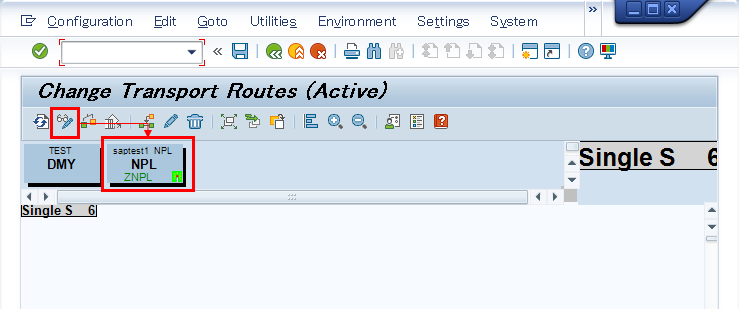 Configuration Edit Goto Utilities Environment Settings System »
«
Change Transport Routes (Active)
TEST
DMY
saptest1 NPL
NPL
ZNPL
Single S 6
Single S 6